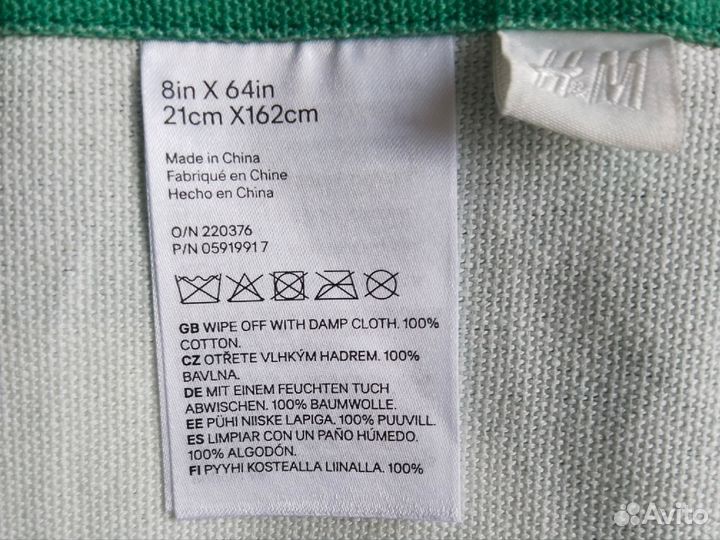 H&M
8in X 64in
21cm X162cm
Made in China
Fabriqué en Chine
Hecho en China
O/N 220376
P/N 0591991 7
GB WIPE OFF WITH DAMP CLOTH. 100%
COTTON.
CZ OTŘETE VLHKÝM HADREM. 100%
BAVLNA.
DE MIT EINEM FEUCHTEN TUCH
ABWISCHEN. 100% BAUMWOLLE.
EE PÜHI NIISKE LAPIGA. 100% PUUVILL.
ES LIMPIAR CON UN PAÑO HÚMEDO.
100% ALGODÓN.
FI PYYHI KOSTEALLA LIINALLA. 100%
Avito